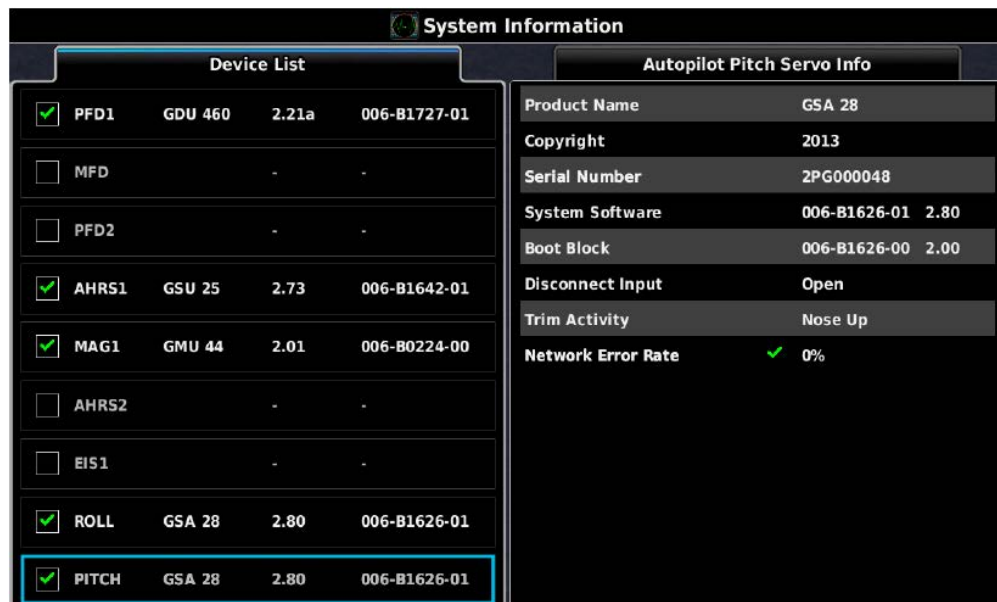 System Information
Device List
PFD1 GDU 460 2.21a 006-B1727-01
MFD - -
PFD2 - -
AHRS1 GSU 25 2.73 006-B1642-01
MAG1 GMU 44 2.01 006-B0224-00
AHRS2 - -
EIS1 - -
ROLL GSA 28 2.80 006-B1626-01
PITCH GSA 28 2.80 006-B1626-01
Autopilot Pitch Servo Info
Product Name GSA 28
Copyright 2013
Serial Number 2PG000048
System Software 006-B1626-01 2.80
Boot Block 006-B1626-00 2.00
Disconnect Input Open
Trim Activity Nose Up
Network Error Rate 0%